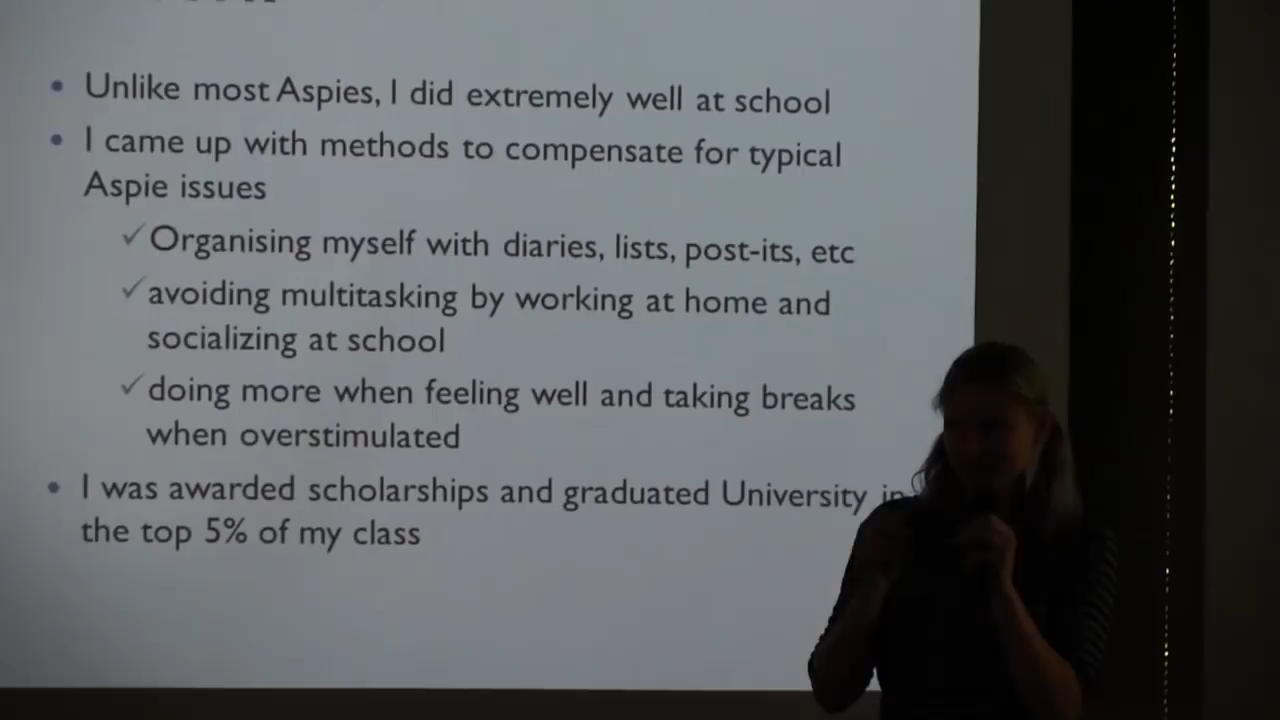 Unlike most Aspies, I did extremely well at school
I came up with methods to compensate for typical
Aspie issues
Organising myself with diaries, lists, post-its, etc
avoiding multitasking by working at home and
socializing at school
doing more when feeling well and taking breaks
when overstimulated
I was awarded scholarships and graduated University in
the top 5% of my class